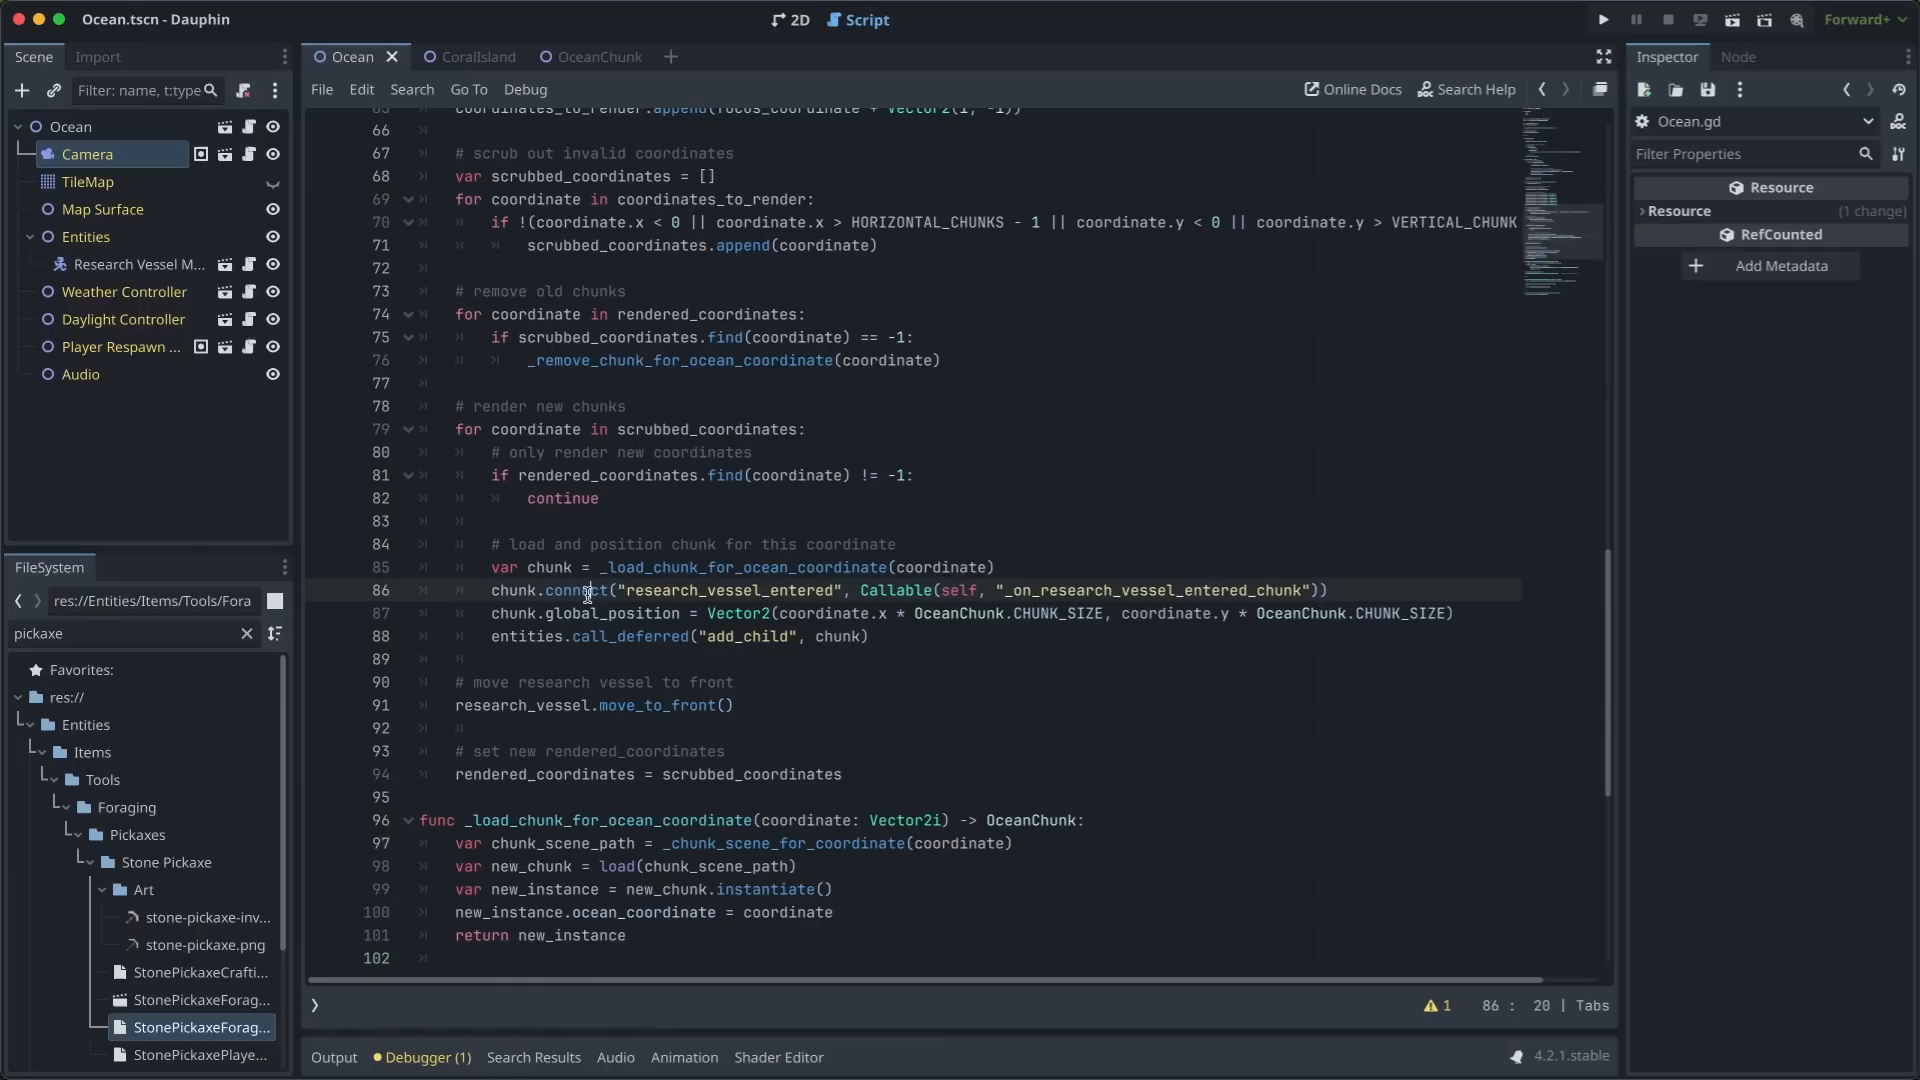 Ocean.tscn - Dauphin
2D
Script
Forward+
Scene
Import
Filter: name, t:type
Ocean
Camera
TileMap
Map Surface
Entities
Research Vessel M...
Weather Controller
Daylight Controller
Player Respawn ...
Audio
FileSystem
res://Entities/Items/Tools/Fora
pickaxe
Favorites:
res://
Entities
Items
Tools
Foraging
Pickaxes
Stone Pickaxe
Art
stone-pickaxe-inv...
stone-pickaxe.png
StonePickaxeCrafti...
StonePickaxeForag...
StonePickaxeForag...
StonePickaxePlaye...
Ocean
CoralIsland
OceanChunk
File Edit Search Go To Debug
Online Docs
Search Help
65 coordinates_to_render.append(focus_coordinate + Vector2(1, -1))
66
67 # scrub out invalid coordinates
68 var scrubbed_coordinates = []
69 for coordinate in coordinates_to_render:
70 if !(coordinate.x < 0 || coordinate.x > HORIZONTAL_CHUNKS - 1 || coordinate.y < 0 || coordinate.y > VERTICAL_CHUNK
71 scrubbed_coordinates.append(coordinate)
72
73 # remove old chunks
74 for coordinate in rendered_coordinates:
75 if scrubbed_coordinates.find(coordinate) == -1:
76 _remove_chunk_for_ocean_coordinate(coordinate)
77
78 # render new chunks
79 for coordinate in scrubbed_coordinates:
80 # only render new coordinates
81 if rendered_coordinates.find(coordinate) != -1:
82 continue
83
84 # load and position chunk for this coordinate
85 var chunk = _load_chunk_for_ocean_coordinate(coordinate)
86 chunk.connect("research_vessel_entered", Callable(self, "_on_research_vessel_entered_chunk"))
87 chunk.global_position = Vector2(coordinate.x * OceanChunk.CHUNK_SIZE, coordinate.y * OceanChunk.CHUNK_SIZE)
88 entities.call_deferred("add_child", chunk)
89
90 # move research vessel to front
91 research_vessel.move_to_front()
92
93 # set new rendered_coordinates
94 rendered_coordinates = scrubbed_coordinates
95
96 func _load_chunk_for_ocean_coordinate(coordinate: Vector2i) -> OceanChunk:
97 var chunk_scene_path = _chunk_scene_for_coordinate(coordinate)
98 var new_chunk = load(chunk_scene_path)
99 var new_instance = new_chunk.instantiate()
100 new_instance.ocean_coordinate = coordinate
101 return new_instance
102
1 86 : 20 | Tabs
Output
Debugger (1)
Search Results
Audio
Animation
Shader Editor
4.2.1.stable
Inspector
Node
Ocean.gd
Filter Properties
Resource
Resource (1 change)
RefCounted
Add Metadata